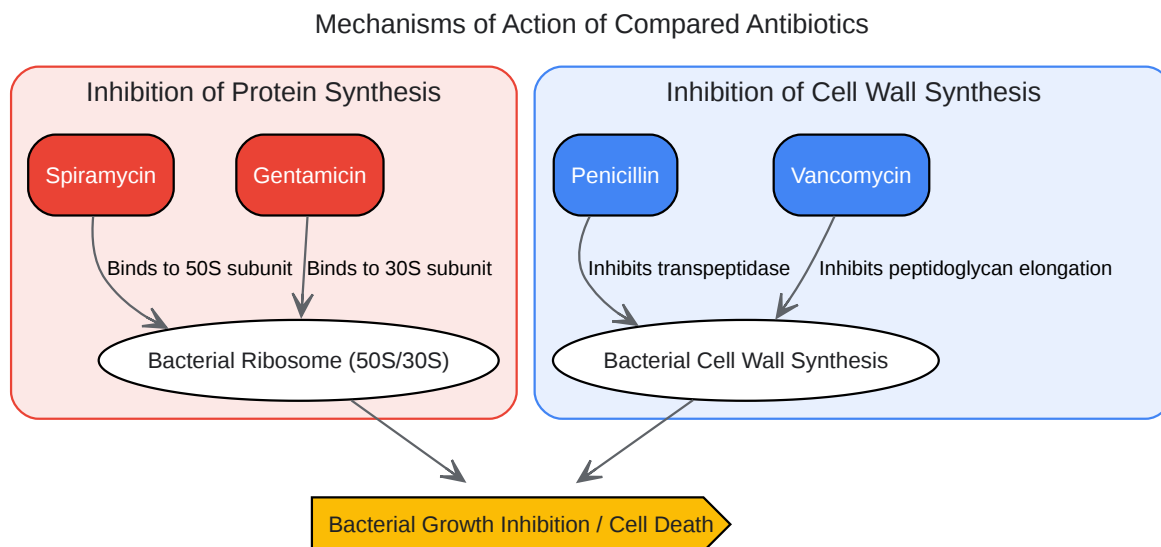 Mechanisms of Action of Compared Antibiotics
Inhibition of Protein Synthesis
Spiramycin
Gentamicin
Binds to 50S subunit
Binds to 30S subunit
Bacterial Ribosome (50S/30S)
Inhibition of Cell Wall Synthesis
Penicillin
Vancomycin
Inhibits transpeptidase
Inhibits peptidoglycan elongation
Bacterial Cell Wall Synthesis
Bacterial Growth Inhibition / Cell Death